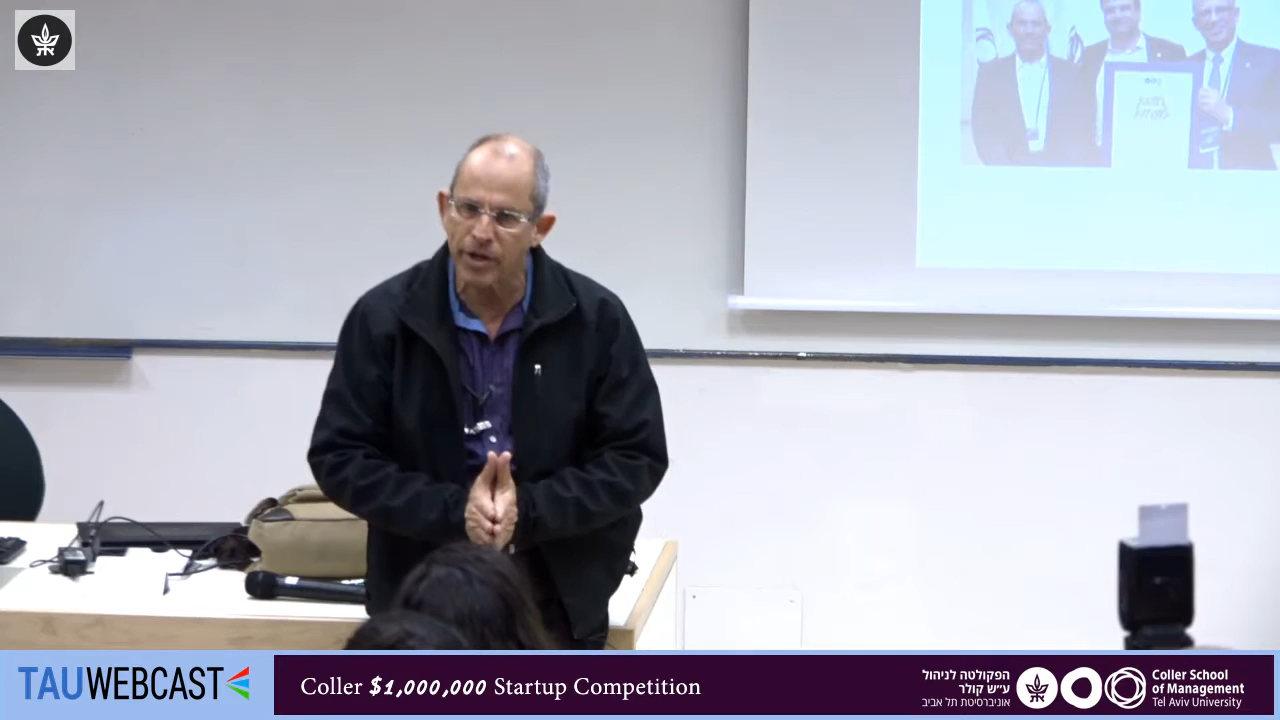 TAUWEBCAST
Coller $1,000,000 Startup Competition
הפקולטה לניהול
ע״ש קולר
אוניברסיטת תל אביב
Coller School
of Management
Tel Aviv University